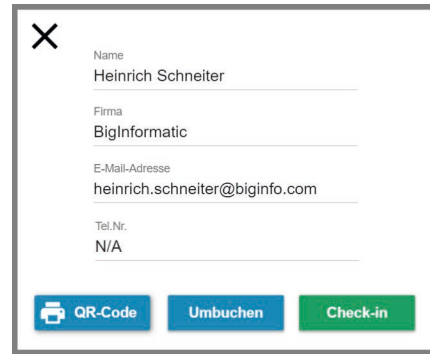 Name
Heinrich Schneiter
Firma
BigInformatic
E-Mail-Adresse
heinrich.schneiter@biginfo.com
Tel.Nr.
N/A
QR-Code Umbuchen Check-in